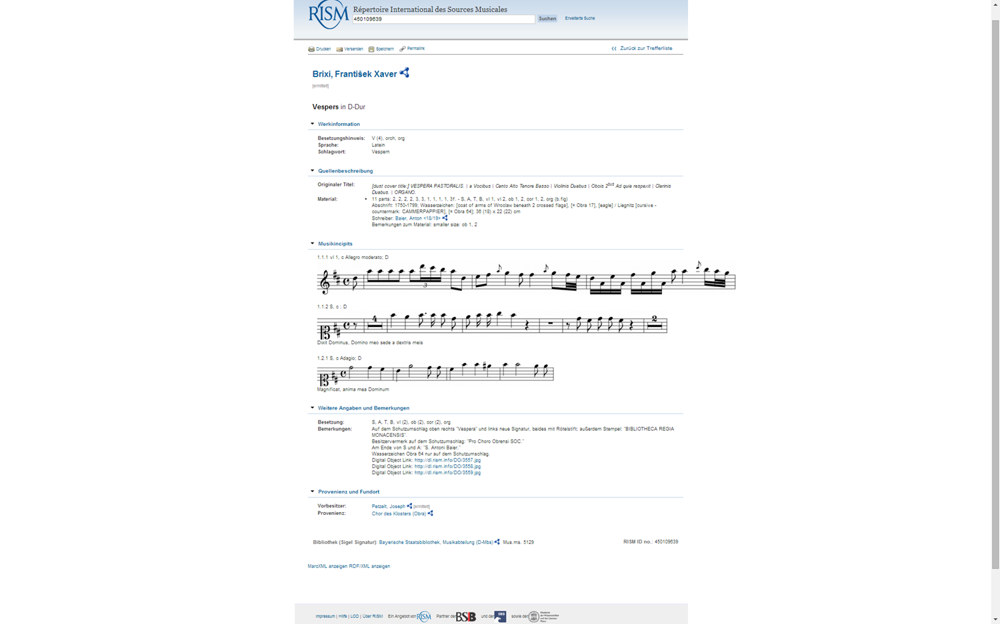 RISM Répertoire International des Sources Musicales
450109639 Suchen Erweiterte Suche
Drucken Versenden Speichern Permalink Zurück zur Trefferliste
Brixi, František Xaver
[ermittelt]
Vespers in D-Dur
Werkinformation
Besetzungshinweis: V (4), orch, org
Sprache: Latein
Schlagwort: Vespern
Quellenbeschreibung
Originaler Titel: [dust cover title:] VESPERA PASTORALIS. | a Vocibus | Canto Alto Tenore Basso | Violinis Duabus | Obois 2bus Ad quia respexit | Clarinis
Duabus. | ORGANO.
Material: • 11 parts: 2, 2, 2, 2, 3, 3, 1, 1, 1, 1, 3f. - S, A, T, B, vl 1, vl 2, ob 1, 2, cor 1, 2, org (b.fig)
Abschrift: 1750-1799; Wasserzeichen: [coat of arms of Wroclaw beneath 2 crossed flags], [= Obra 17], [eagle] / Liegnitz [cursive -
countermark: CAMMERPAPPIER], [= Obra 64]; 36 (18) x 22 (22) cm
Schreiber: Baier, Anton <18/19>
Bemerkungen zum Material: smaller size: ob 1, 2
Musikincipits
1.1.1 vl 1, c Allegro moderato; D
3
1.1.2 S, c ; D
4 2
Dixit Dominus, Domino meo sede a dextris meis
1.2.1 S, c Adagio; D
Magnificat, anima mea Dominum
Weitere Angaben und Bemerkungen
Besetzung: S, A, T, B, vl (2), ob (2), cor (2), org
Bemerkungen: Auf dem Schutzumschlag oben rechts "Vespera" und links neue Signatur, beides mit Rötelstift; außerdem Stempel: "BIBLIOTHECA REGIA
MONACENSIS".
Besitzervermerk auf dem Schutzumschlag: "Pro Choro Obrensi SOC."
Am Ende von S und A: "S. Antoni Baier."
Wasserzeichen Obra 64 nur auf dem Schutzumschlag.
Digital Object Link: http://dl.rism.info/DO/3557.jpg
Digital Object Link: http://dl.rism.info/DO/3558.jpg
Digital Object Link: http://dl.rism.info/DO/3559.jpg
Provenienz und Fundort
Vorbesitzer: Petzelt, Joseph [ermittelt]
Provenienz: Chor des Klosters (Obra)
Bibliothek (Sigel Signatur): Bayerische Staatsbibliothek, Musikabteilung (D-Mbs) Mus.ms. 5129 RISM ID no.: 450109639
MarcXML anzeigen RDF/XML anzeigen
Impressum | Hilfe | LOD | Über RISM Ein Angebot von RISM Partner der BSB und der SBB sowie der Akademie
der Wissenschaften
und der Literatur
Mainz